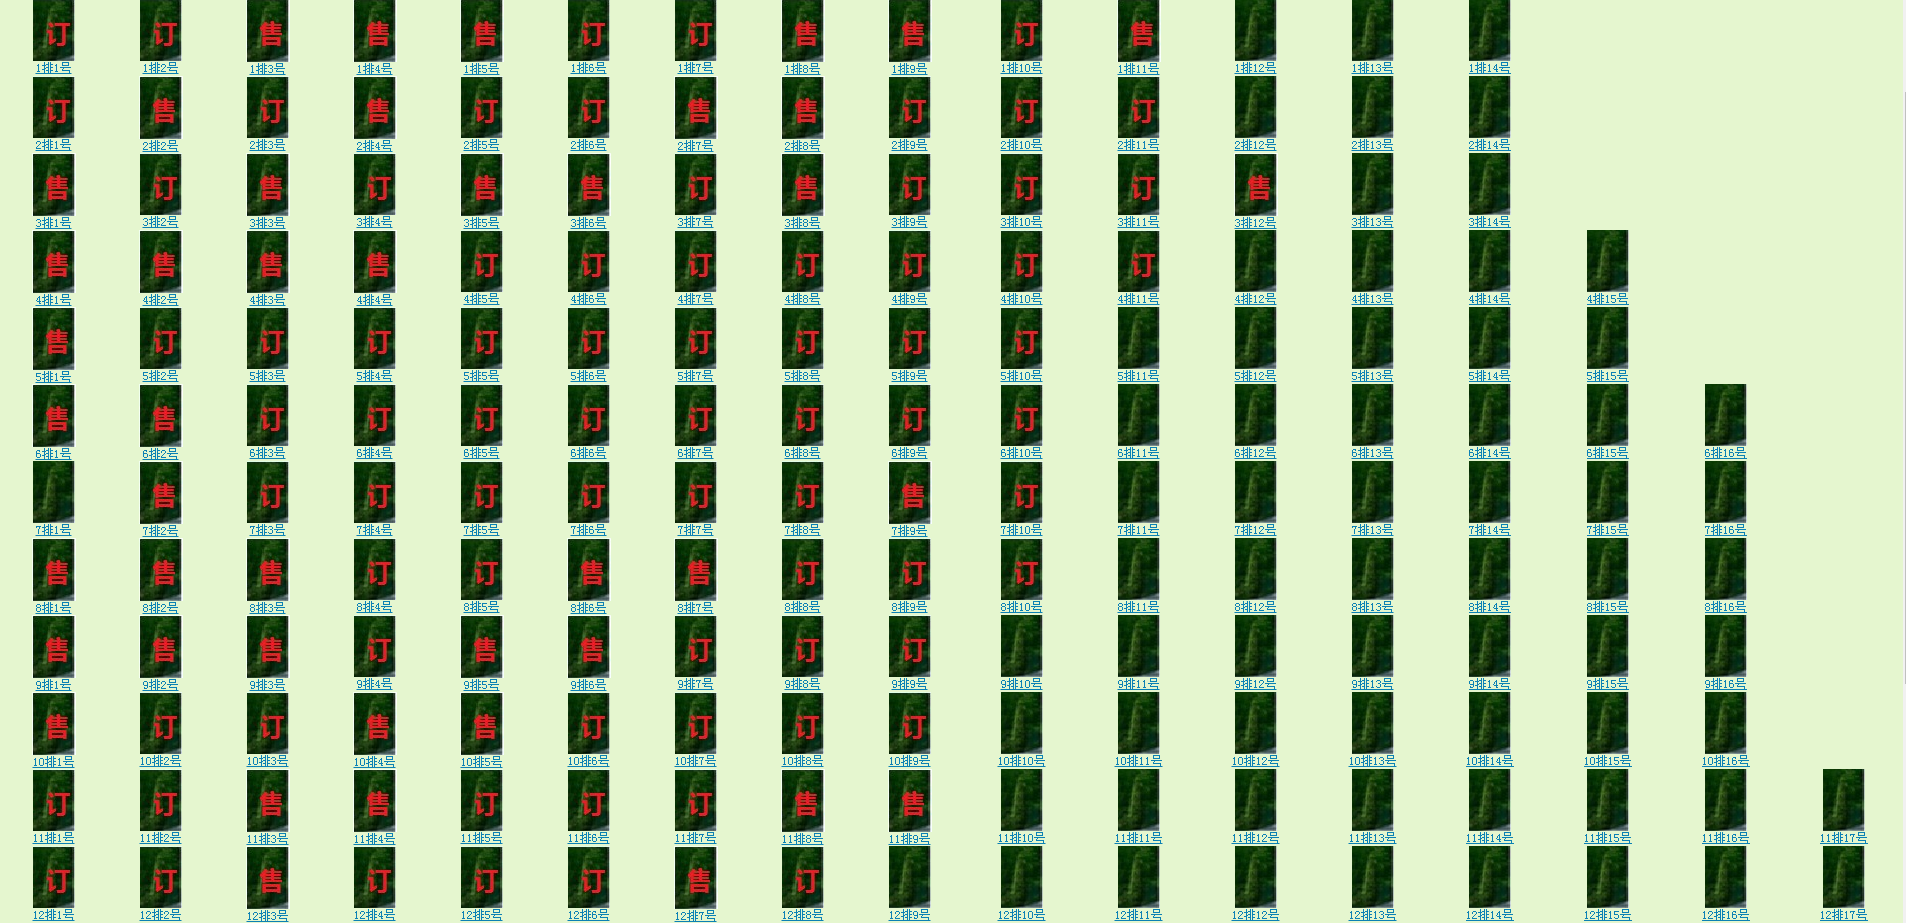 订 订 售 售 售 订 订 售 售 订 售
1排1号 1排2号 1排3号 1排4号 1排5号 1排6号 1排7号 1排8号 1排9号 1排10号 1排11号 1排12号 1排13号 1排14号
订 售 订 售 订 订 售 售 订 订 订
2排1号 2排2号 2排3号 2排4号 2排5号 2排6号 2排7号 2排8号 2排9号 2排10号 2排11号 2排12号 2排13号 2排14号
售 订 售 订 售 售 订 售 订 订 订 售
3排1号 3排2号 3排3号 3排4号 3排5号 3排6号 3排7号 3排8号 3排9号 3排10号 3排11号 3排12号 3排13号 3排14号
售 售 售 售 订 订 订 订 订 订 订
4排1号 4排2号 4排3号 4排4号 4排5号 4排6号 4排7号 4排8号 4排9号 4排10号 4排11号 4排12号 4排13号 4排14号 4排15号
售 订 订 订 订 订 订 订 订 订
5排1号 5排2号 5排3号 5排4号 5排5号 5排6号 5排7号 5排8号 5排9号 5排10号 5排11号 5排12号 5排13号 5排14号 5排15号
售 售 订 订 订 订 订 订 订 订
6排1号 6排2号 6排3号 6排4号 6排5号 6排6号 6排7号 6排8号 6排9号 6排10号 6排11号 6排12号 6排13号 6排14号 6排15号 6排16号
售 订 订 订 订 订 订 售 订
7排1号 7排2号 7排3号 7排4号 7排5号 7排6号 7排7号 7排8号 7排9号 7排10号 7排11号 7排12号 7排13号 7排14号 7排15号 7排16号
售 售 售 订 订 售 售 订 订 订
8排1号 8排2号 8排3号 8排4号 8排5号 8排6号 8排7号 8排8号 8排9号 8排10号 8排11号 8排12号 8排13号 8排14号 8排15号 8排16号
售 售 售 订 售 售 订 订 订
9排1号 9排2号 9排3号 9排4号 9排5号 9排6号 9排7号 9排8号 9排9号 9排10号 9排11号 9排12号 9排13号 9排14号 9排15号 9排16号
售 订 订 售 售 订 订 订 订
10排1号 10排2号 10排3号 10排4号 10排5号 10排6号 10排7号 10排8号 10排9号 10排10号 10排11号 10排12号 10排13号 10排14号 10排15号 10排16号
订 订 售 售 订 订 订 售 售
11排1号 11排2号 11排3号 11排4号 11排5号 11排6号 11排7号 11排8号 11排9号 11排10号 11排11号 11排12号 11排13号 11排14号 11排15号 11排16号 11排17号
订 订 售 订 订 订 售 订
12排1号 12排2号 12排3号 12排4号 12排5号 12排6号 12排7号 12排8号 12排9号 12排10号 12排11号 12排12号 12排13号 12排14号 12排15号 12排16号 12排17号